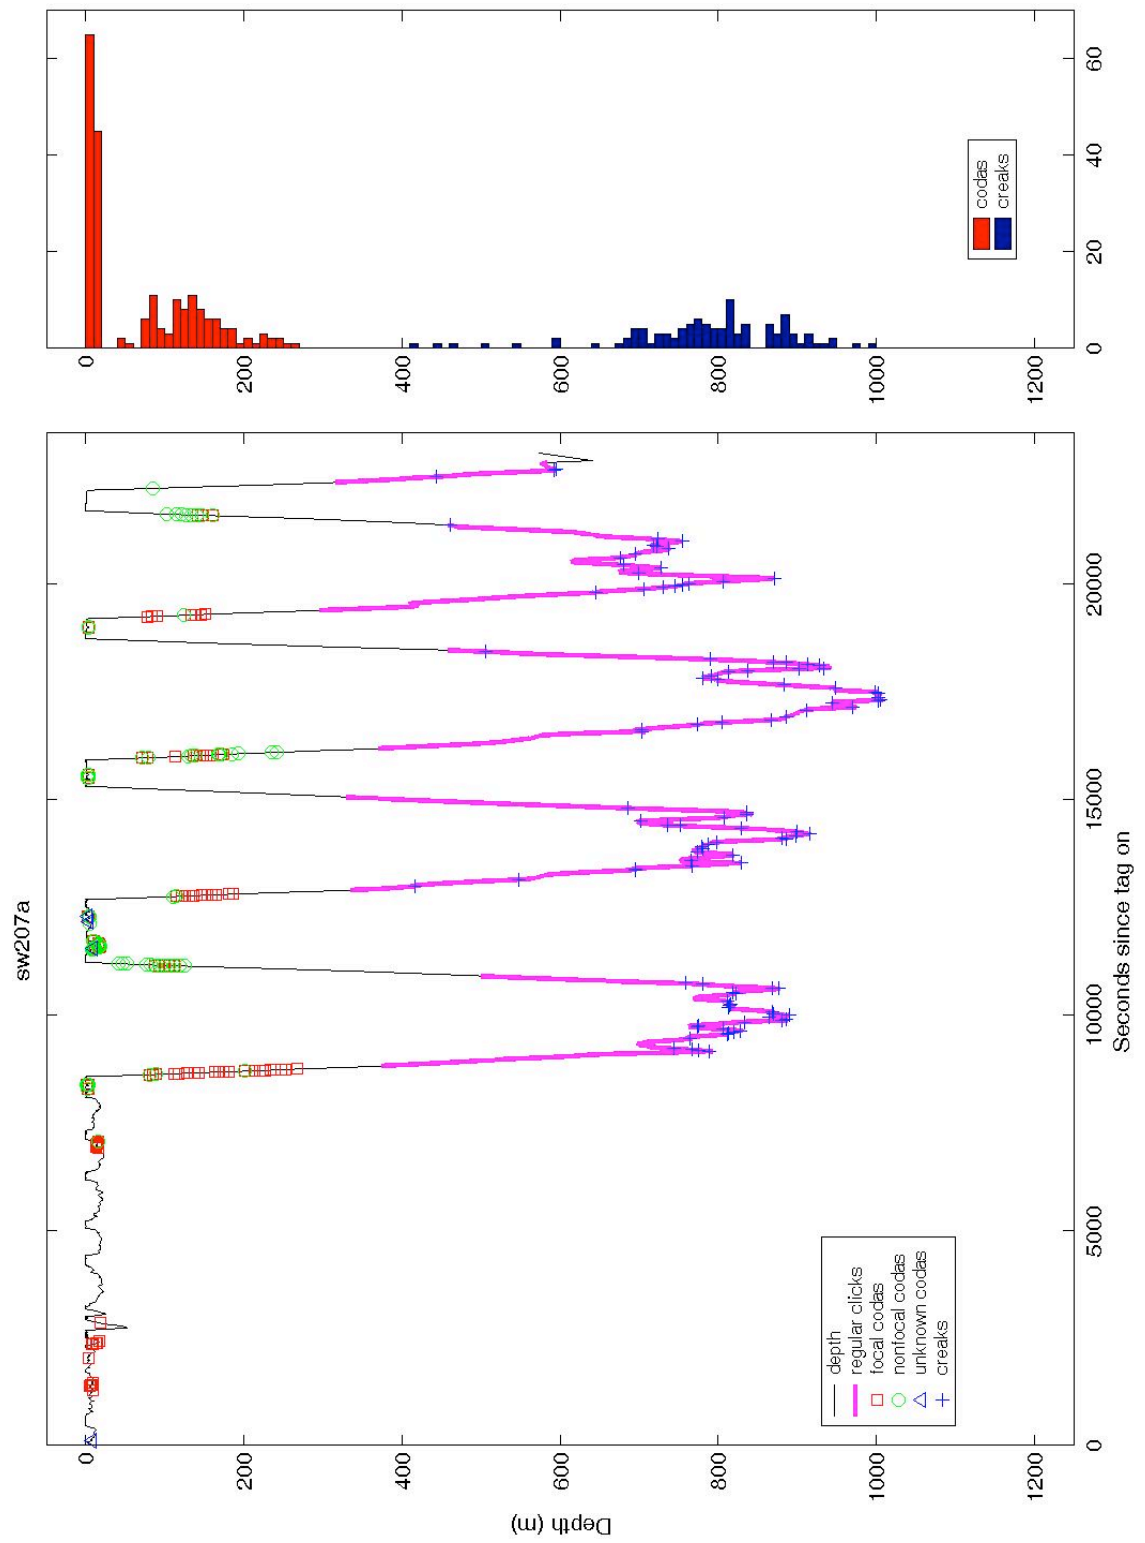 sw207a
Depth (m)
0
200
400
600
800
1000
1200
depth
regular clicks
focal codas
nonfocal codas
unknown codas
creaks
0
5000
10000
15000
20000
Seconds since tag on
0
200
400
600
800
1000
1200
codas
creaks
0
20
40
60